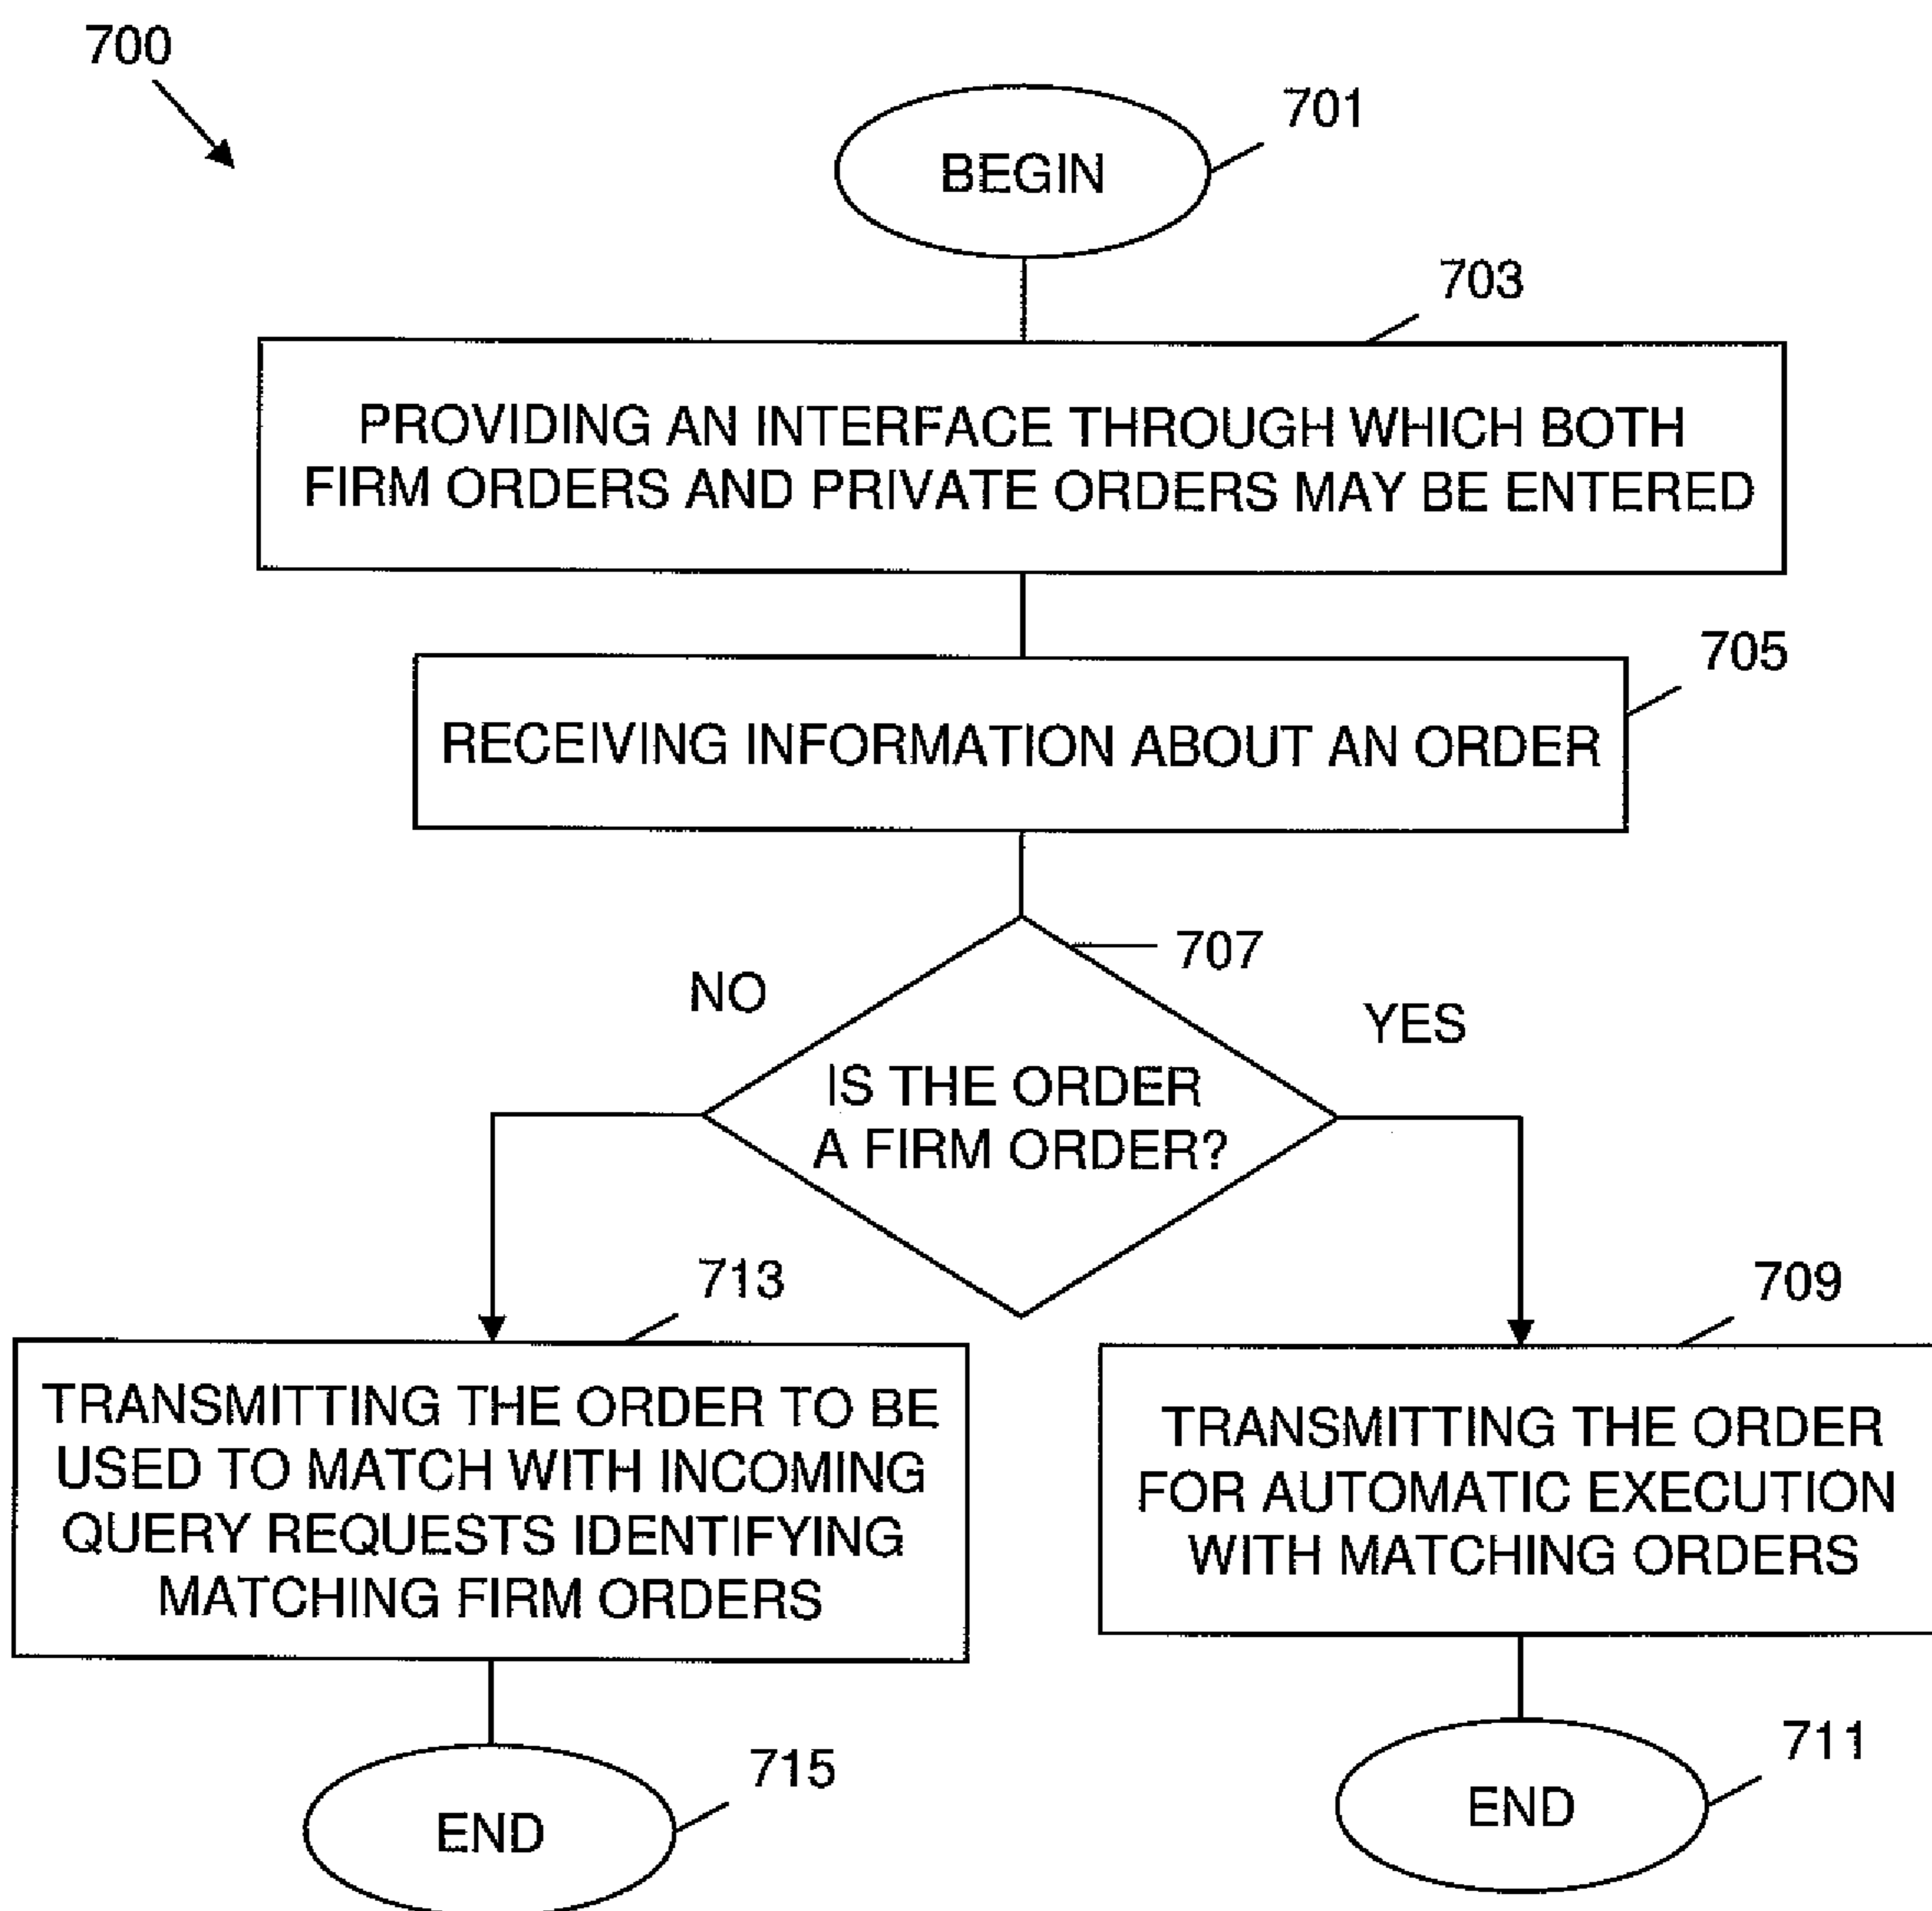 700
701
BEGIN
703
PROVIDING AN INTERFACE THROUGH WHICH BOTH
FIRM ORDERS AND PRIVATE ORDERS MAY BE ENTERED
705
RECEIVING INFORMATION ABOUT AN ORDER
707
NO
YES
IS THE ORDER
A FIRM ORDER?
713
TRANSMITTING THE ORDER TO BE
USED TO MATCH WITH INCOMING
QUERY REQUESTS IDENTIFYING
MATCHING FIRM ORDERS
709
TRANSMITTING THE ORDER
FOR AUTOMATIC EXECUTION
WITH MATCHING ORDERS
715
END
711
END